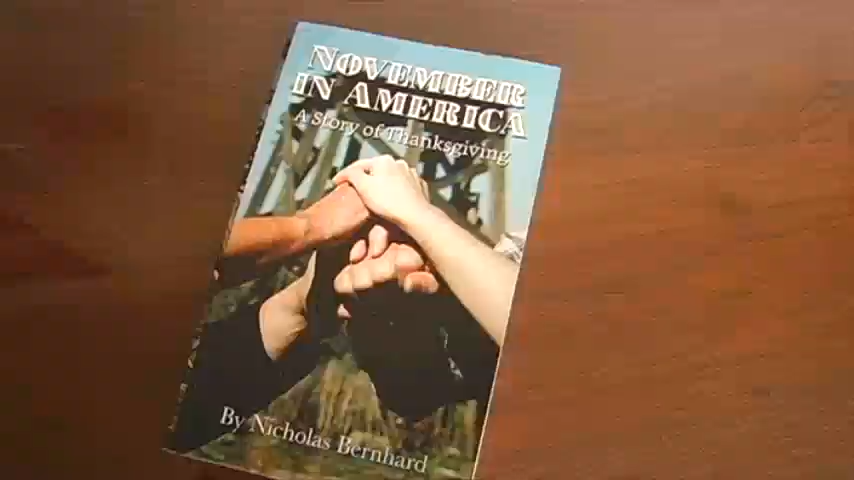 NOVEMBER
IN AMERICA
A Story of Thanksgiving
By Nicholas Bernhard